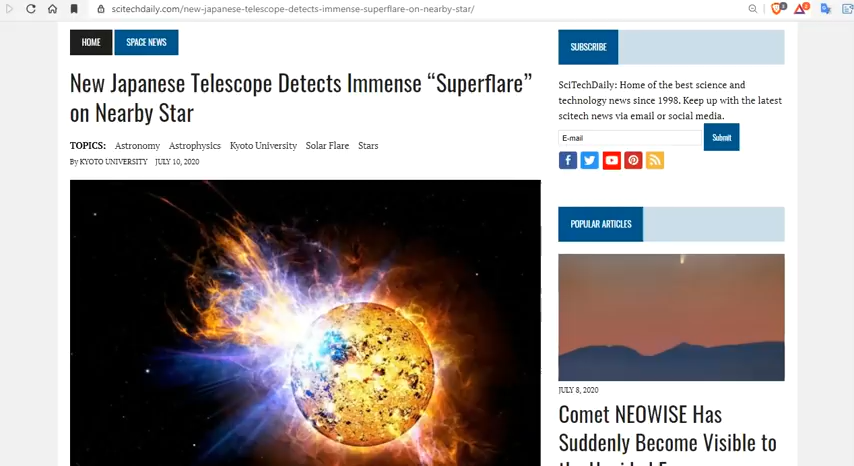 scitechdaily.com/new-japanese-telescope-detects-immense-superflare-on-nearby-star/
HOME
SPACE NEWS
New Japanese Telescope Detects Immense “Superflare”
on Nearby Star
TOPICS: Astronomy Astrophysics Kyoto University Solar Flare Stars
By KYOTO UNIVERSITY JULY 10, 2020
SUBSCRIBE
SciTechDaily: Home of the best science and
technology news since 1998. Keep up with the latest
scitech news via email or social media.
E-mail
Submit
POPULAR ARTICLES
JULY 8, 2020
Comet NEOWISE Has
Suddenly Become Visible to